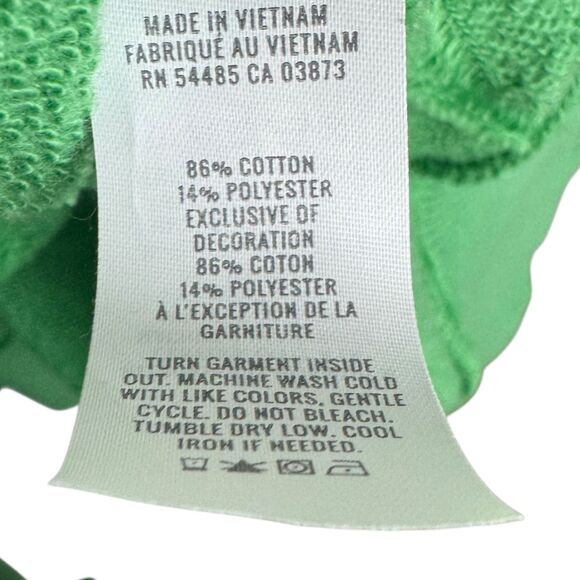 MADE IN VIETNAM
FABRIQUÉ AU VIETNAM
RN 54485 CA 03873
86% COTTON
14% POLYESTER
EXCLUSIVE OF
DECORATION
86% COTON
14% POLYESTER
À L'EXCEPTION DE LA
GARNITURE
TURN GARMENT INSIDE
OUT. MACHINE WASH COLD
WITH LIKE COLORS, GENTLE
CYCLE. DO NOT BLEACH.
TUMBLE DRY LOW. COOL
IRON IF NEEDED.